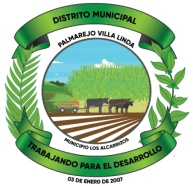 DISTRITO MUNICIPAL
PALMAREJO VILLA LINDA
MUNICIPIO LOS ALCARRIZOS
TRABAJANDO PARA EL DESARROLLO
03 DE ENERO DE 2007